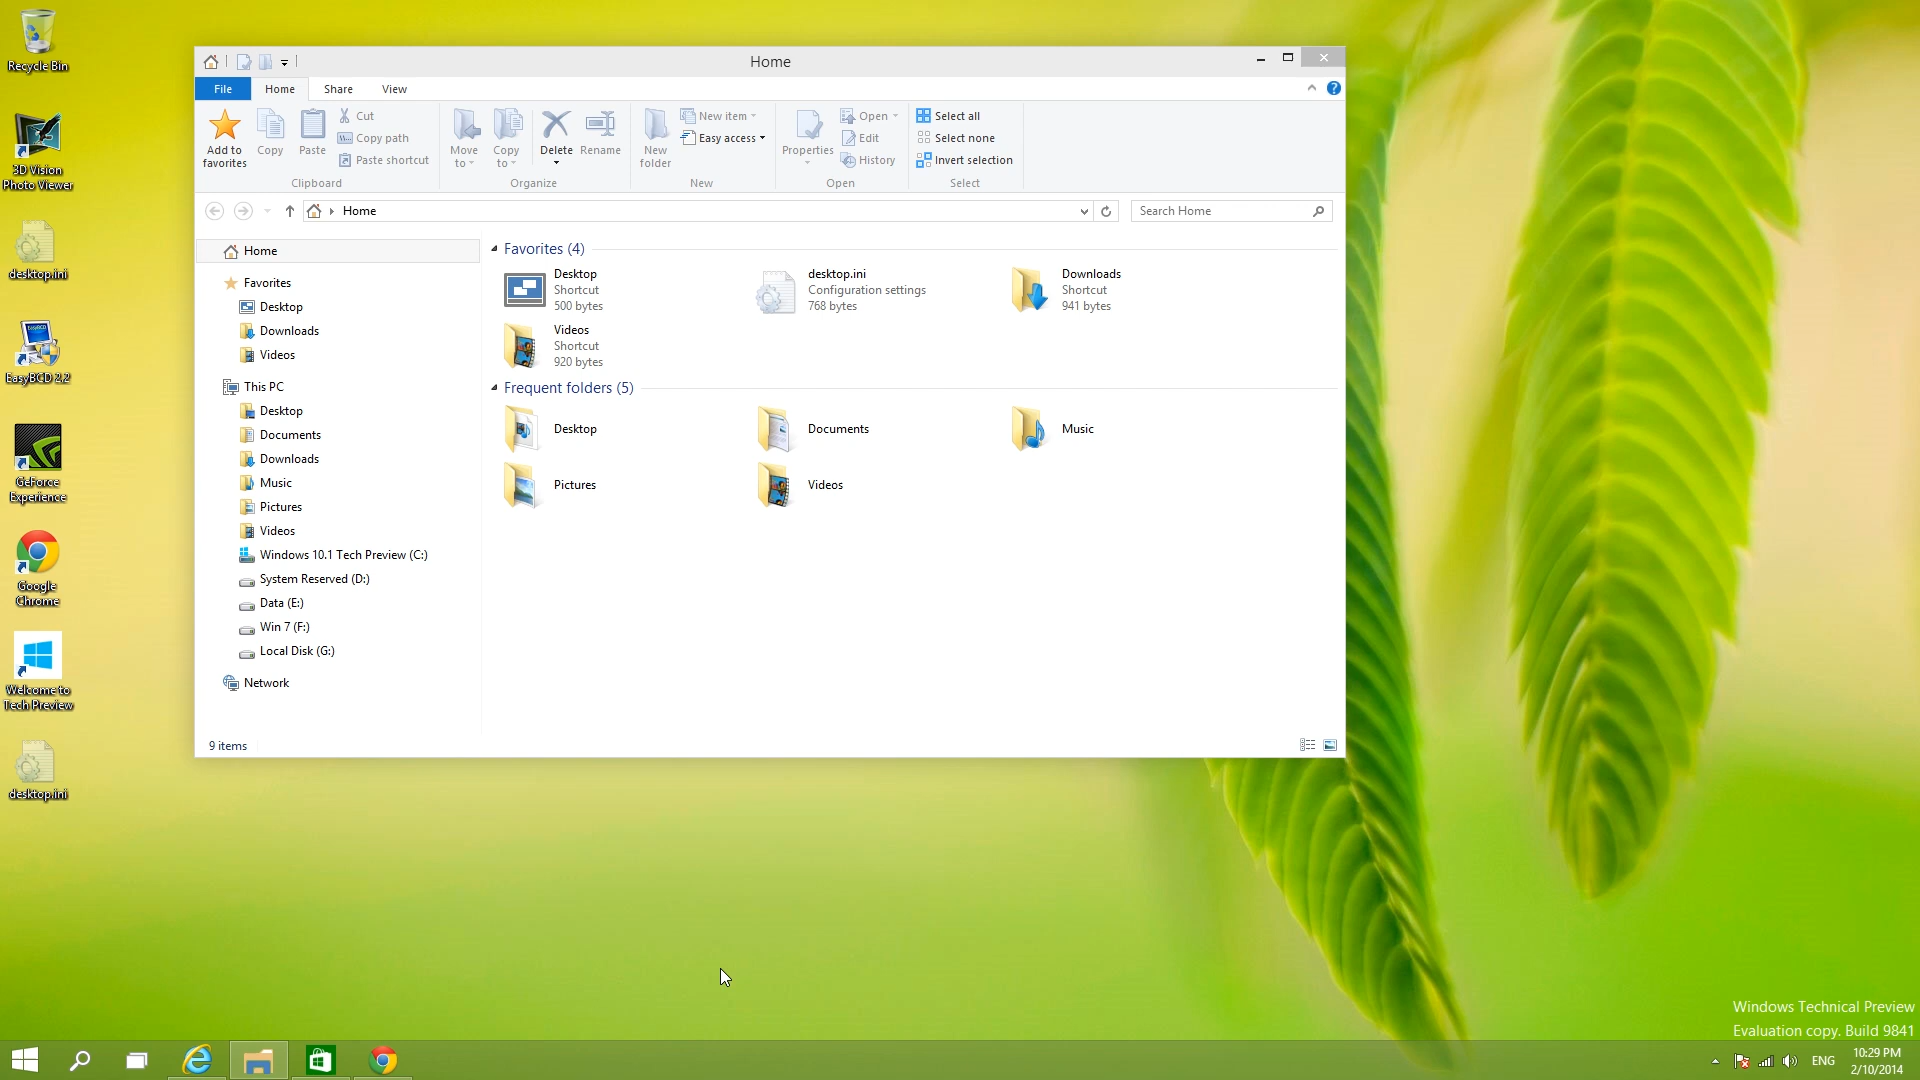 Recycle Bin
3D Vision
Photo Viewer
desktop.ini
EasyBCD 2.2
GeForce
Experience
Google
Chrome
Welcome to
Tech Preview
desktop.ini
Home
File
Home
Share
View
Add to
favorites
Copy
Paste
Cut
Copy path
Paste shortcut
Clipboard
Move
to
Copy
to
Delete
Rename
Organize
New
folder
New item
Easy access
New
Properties
Open
Edit
History
Open
Select all
Select none
Invert selection
Select
Home
Search Home
Home
Favorites
Desktop
Downloads
Videos
This PC
Desktop
Documents
Downloads
Music
Pictures
Videos
Windows 10.1 Tech Preview (C:)
System Reserved (D:)
Data (E:)
Win 7 (F:)
Local Disk (G:)
Network
Favorites (4)
Desktop
Shortcut
500 bytes
desktop.ini
Configuration settings
768 bytes
Downloads
Shortcut
941 bytes
Videos
Shortcut
920 bytes
Frequent folders (5)
Desktop
Documents
Music
Pictures
Videos
9 items
Windows Technical Preview
Evaluation copy. Build 9841
ENG
10:29 PM
2/10/2014